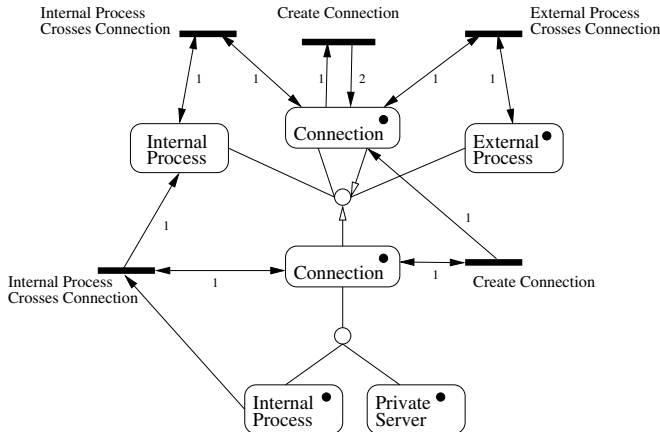 Internal Process
Crosses Connection
Create Connection
External Process
Crosses Connection
1
1
1
2
1
1
Internal
Process
Connection
External
Process
1
1
Internal Process
Crosses Connection
1
Connection
1
Create Connection
Internal
Process
Private
Server